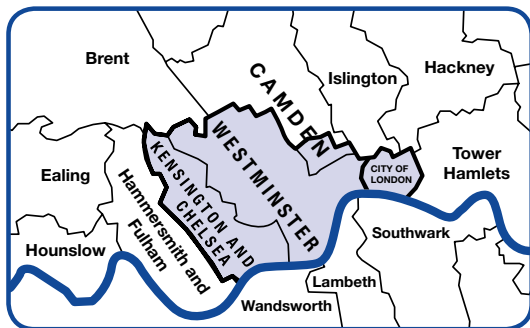 Brent
CAMDEN
Islington
Hackney
WESTMINSTER
KENSINGTON AND
CHELSEA
CITY OF
LONDON
Tower
Hamlets
Ealing
Hammersmith and
Fulham
Hounslow
Southwark
Lambeth
Wandsworth